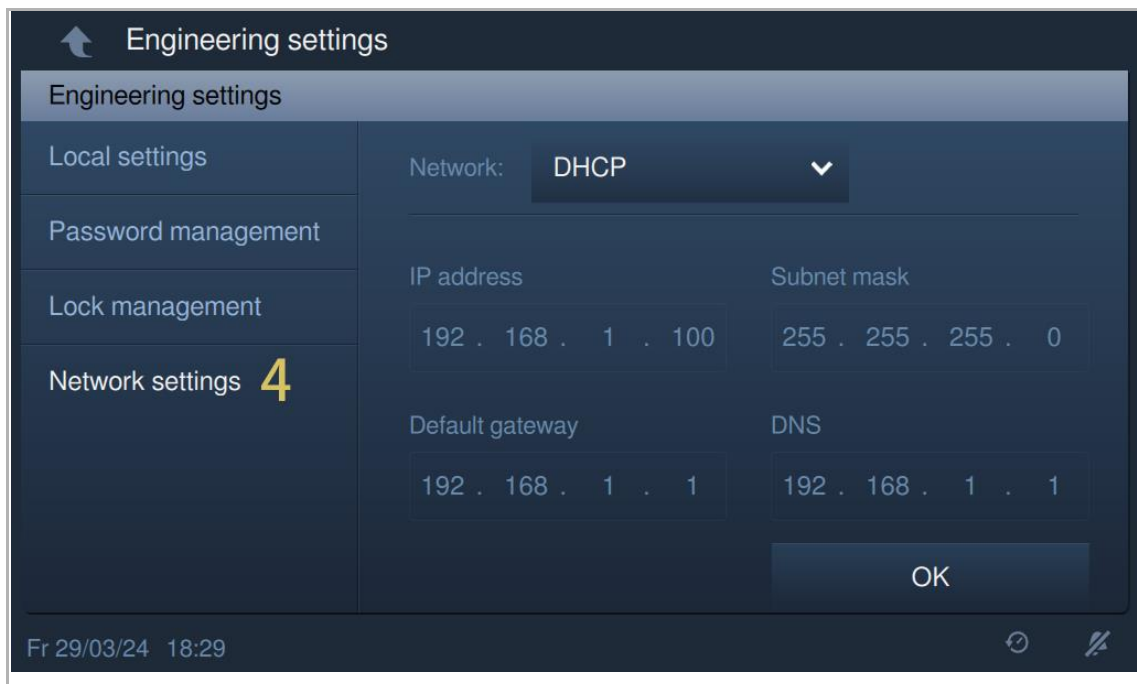 Engineering settings
Engineering settings
Local settings
Password management
Lock management
Network settings 4
Network: DHCP
IP address
192 . 168 . 1 . 100
Subnet mask
255 . 255 . 255 . 0
Default gateway
192 . 168 . 1 . 1
DNS
192 . 168 . 1 . 1
OK
Fr 29/03/24 18:29